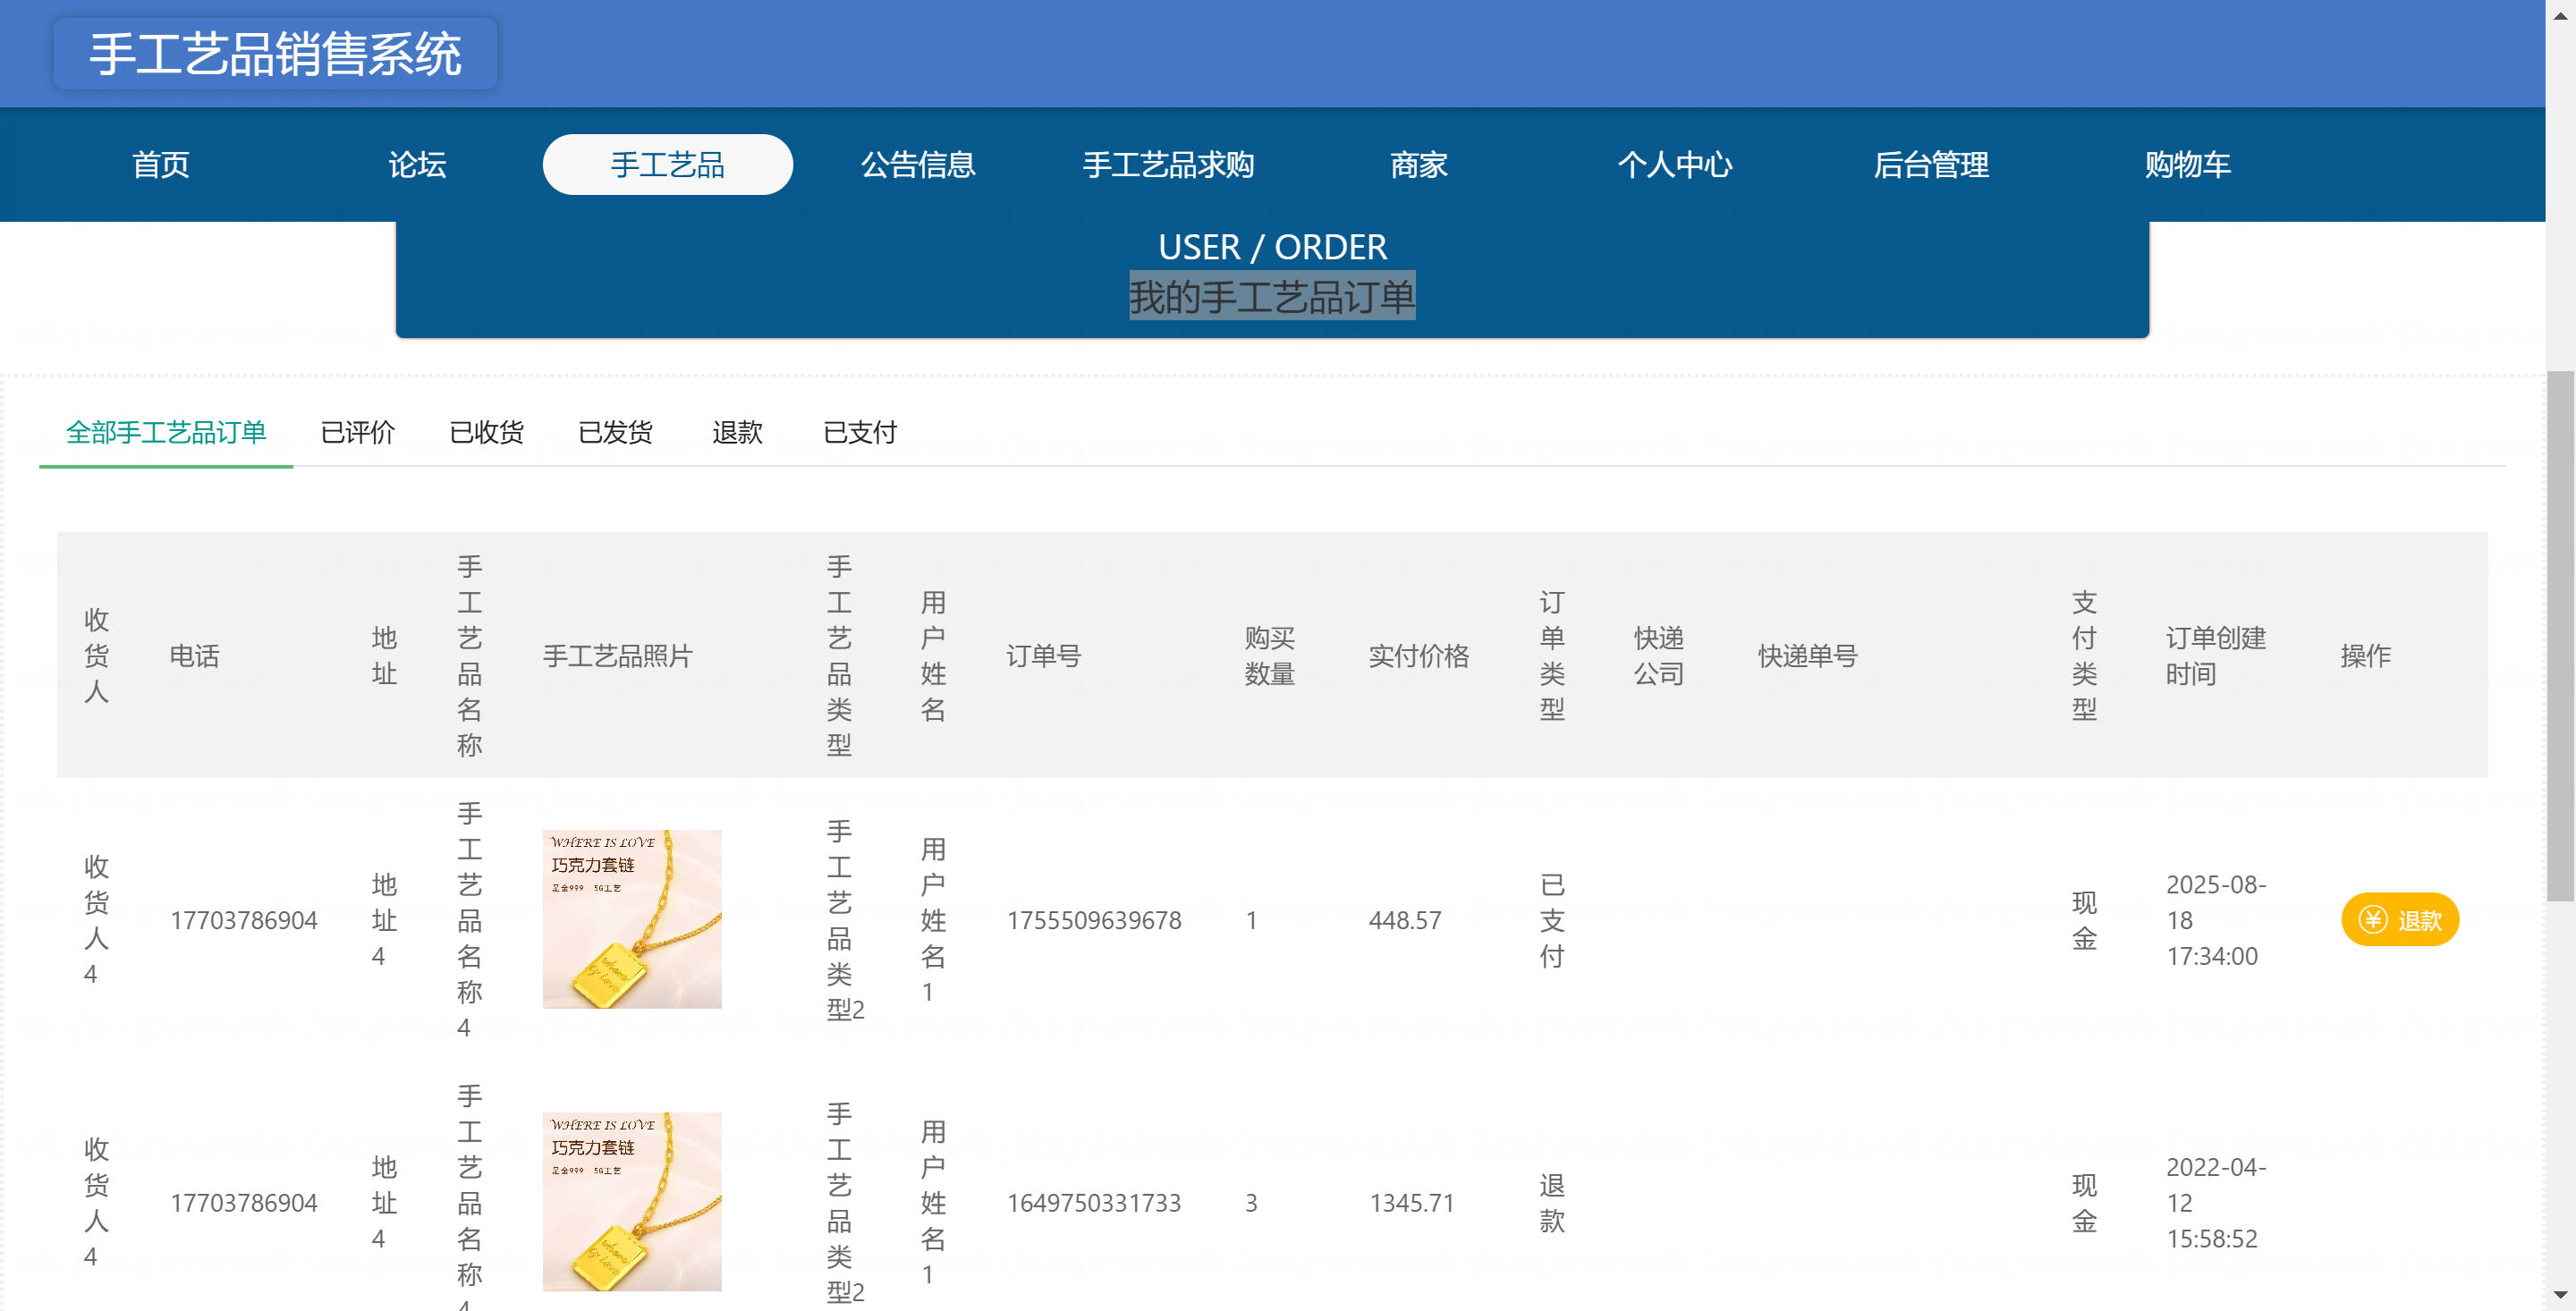 手工艺品销售系统
首页 论坛 手工艺品 公告信息 手工艺品求购 商家 个人中心 后台管理 购物车
USER / ORDER
我的手工艺品订单
全部手工艺品订单 已评价 已收货 已发货 退款 已支付
收货人 电话 地址 手工艺品名称 手工艺品照片 手工艺品类型 用户姓名 订单号 购买数量 实付价格 订单类型 快递公司 快递单号 支付类型 订单创建时间 操作
WHERE IS LOVE
巧克力套链
足金999 5G工艺
收货人4 17703786904 地址4 手工艺品名称4 手工艺品类型2 用户姓名1 1755509639678 1 448.57 已支付 现金 2025-08-18 17:34:00 退款
WHERE IS LOVE
巧克力套链
足金999 5G工艺
收货人4 17703786904 地址4 手工艺品名称4 手工艺品类型2 用户姓名1 1649750331733 3 1345.71 退款 现金 2022-04-12 15:58:52